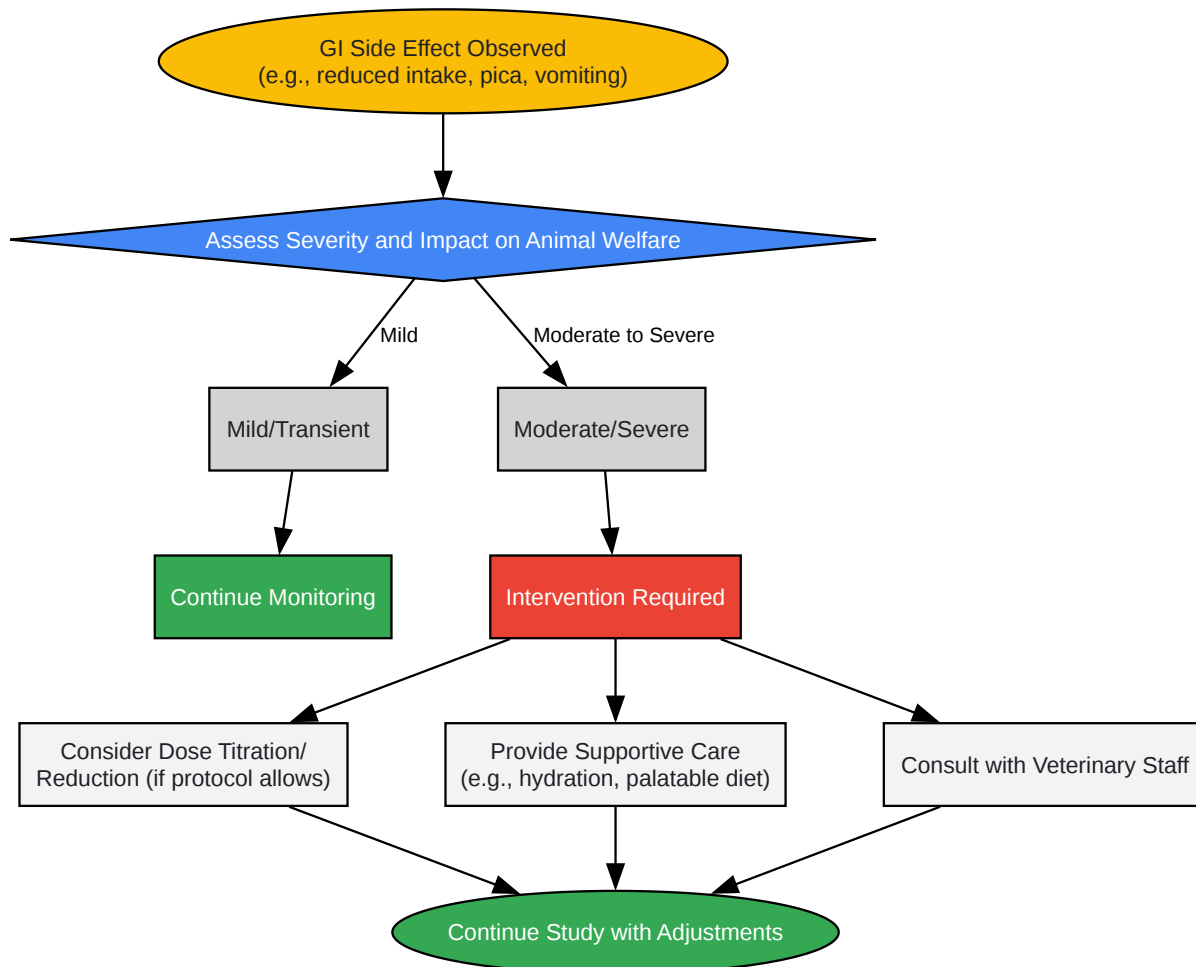 GI Side Effect Observed
(e.g., reduced intake, pica, vomiting)
Assess Severity and Impact on Animal Welfare
Mild
Moderate to Severe
Mild/Transient
Moderate/Severe
Continue Monitoring
Intervention Required
Consider Dose Titration/
Reduction (if protocol allows)
Provide Supportive Care
(e.g., hydration, palatable diet)
Consult with Veterinary Staff
Continue Study with Adjustments